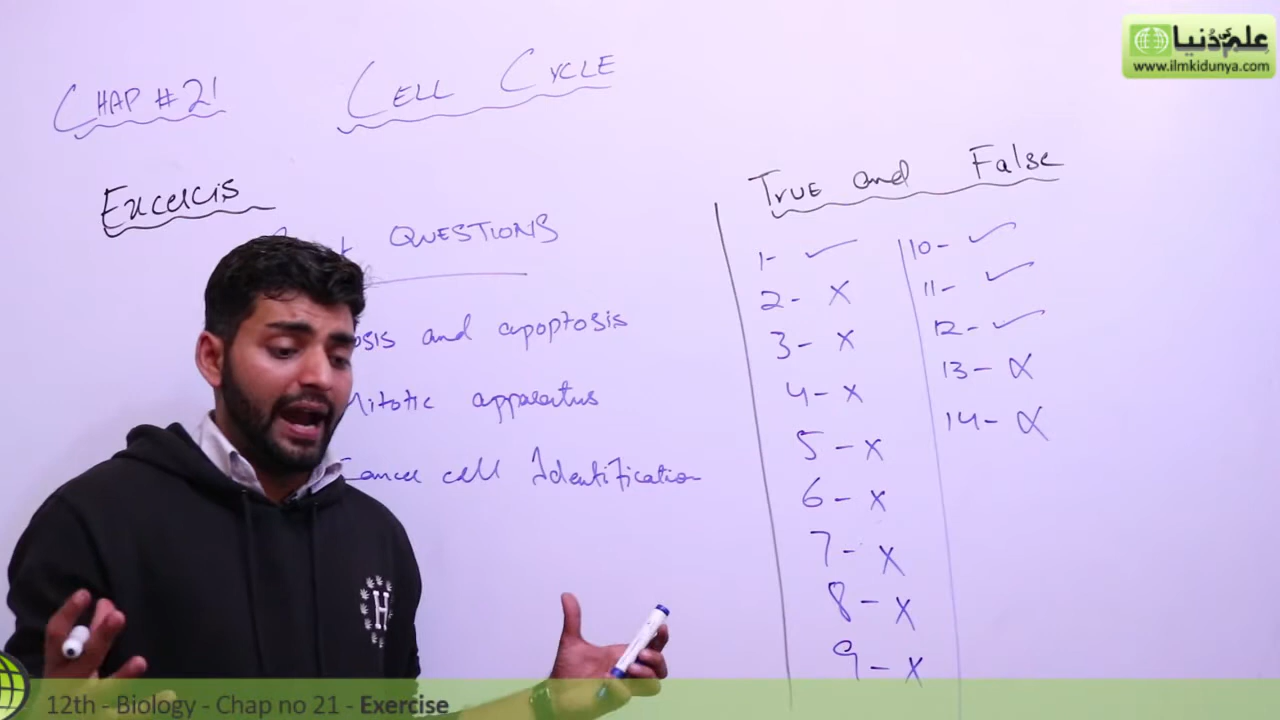 علم کی دُنیا
www.ilmkidunya.com
CHAP # 21
CELL CYCLE
Excelcis
QUESTIONS
osis and apoptosis
Mitotic apparatus
Cancer cell Identification
True and False
1- ✓
2- X
3- X
4- X
5- X
6- X
7- X
8- X
9- X
10- ✓
11- ✓
12- ✓
13- X
14- X
H
12th - Biology - Chap no 21 - Exercise